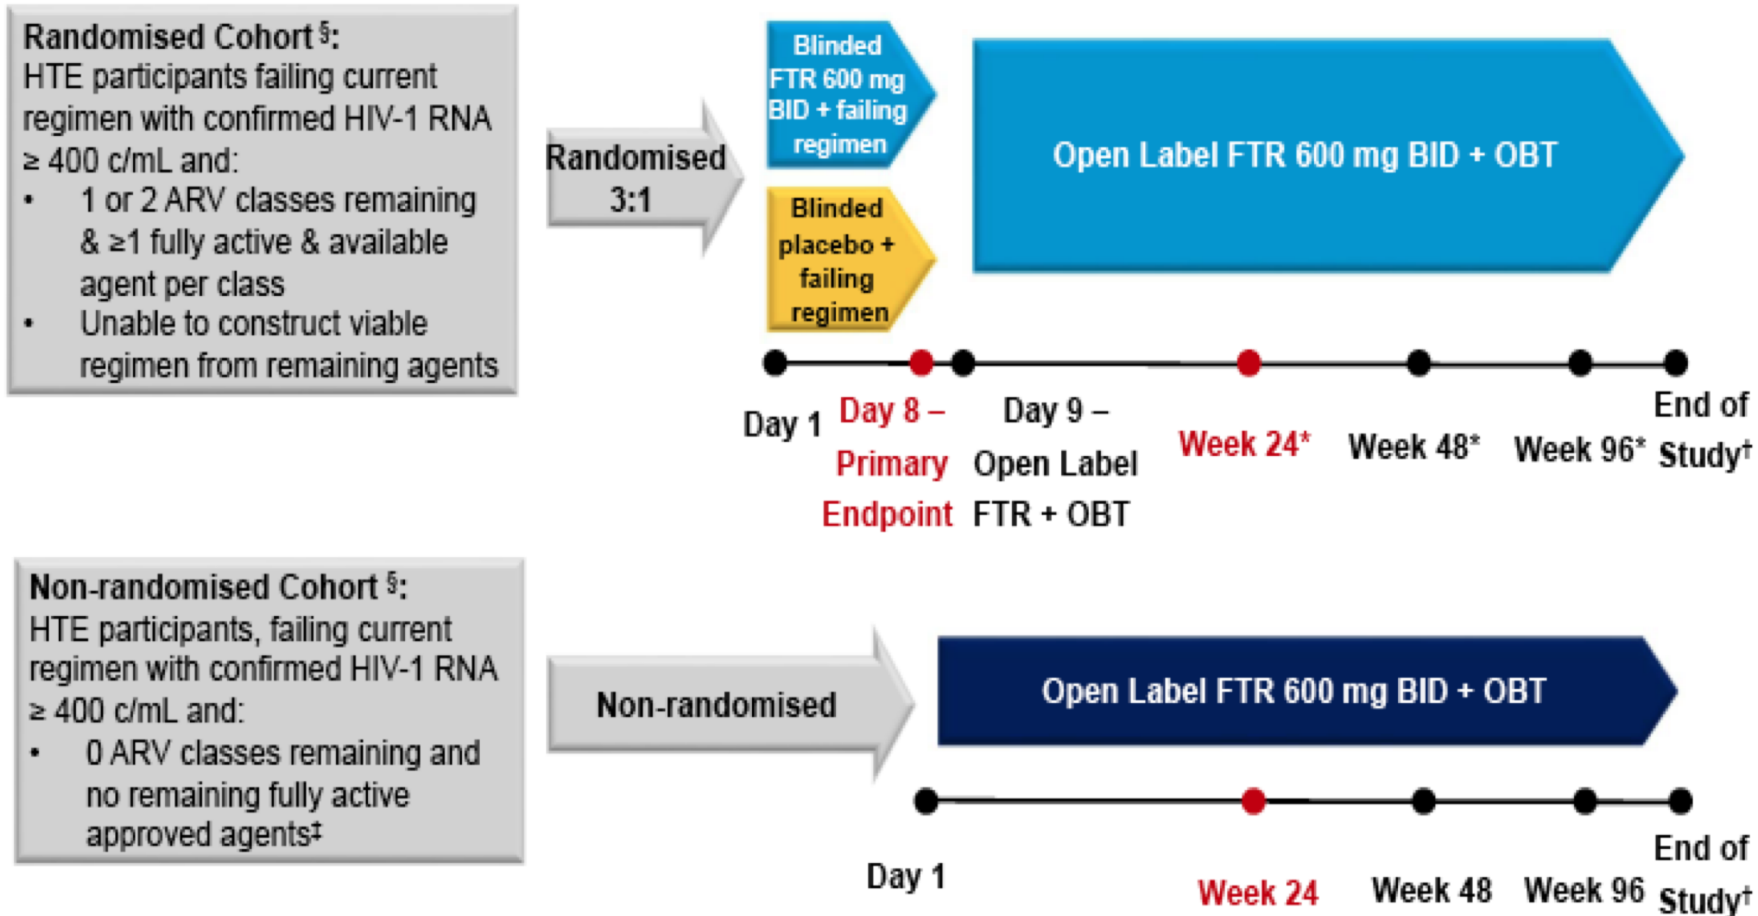 Randomised Cohort §:
HTE participants failing current
regimen with confirmed HIV-1 RNA
≥ 400 c/mL and:
• 1 or 2 ARV classes remaining
& ≥1 fully active & available
agent per class
• Unable to construct viable
regimen from remaining agents
Randomised
3:1
Blinded
FTR 600 mg
BID + failing
regimen
Blinded
placebo +
failing
regimen
Open Label FTR 600 mg BID + OBT
Day 1
Day 8 –
Primary
Endpoint
Day 9 –
Open Label
FTR + OBT
Week 24*
Week 48*
Week 96*
End of
Study†
Non-randomised Cohort §:
HTE participants, failing current
regimen with confirmed HIV-1 RNA
≥ 400 c/mL and:
• 0 ARV classes remaining and
no remaining fully active
approved agents‡
Non-randomised
Open Label FTR 600 mg BID + OBT
Day 1
Week 24
Week 48
Week 96
End of
Study†